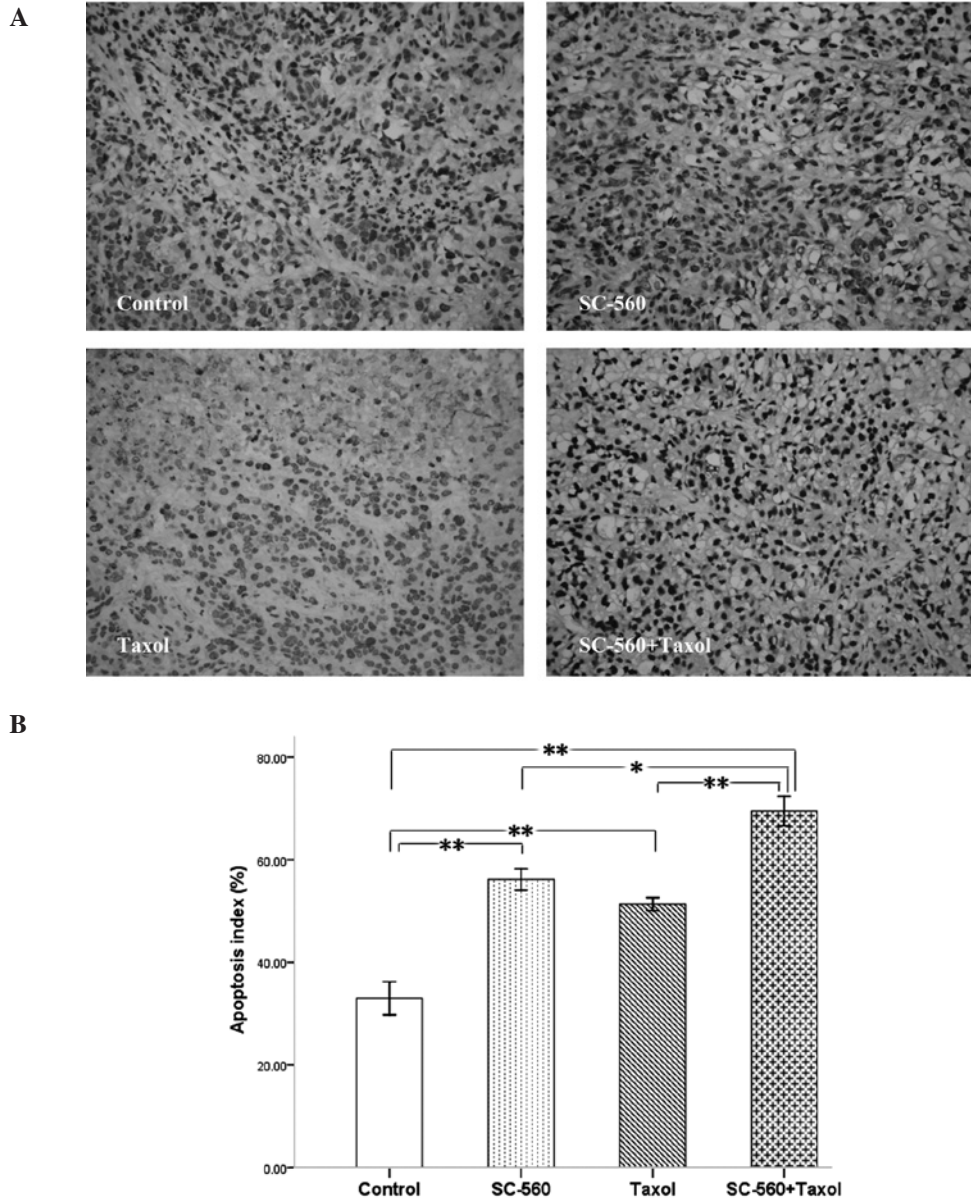 A
Control
SC-560
Taxol
SC-560+Taxol
B
Apoptosis index (%)
80.00
60.00
40.00
20.00
0.00
**
*
**
**
**
Control
SC-560
Taxol
SC-560+Taxol